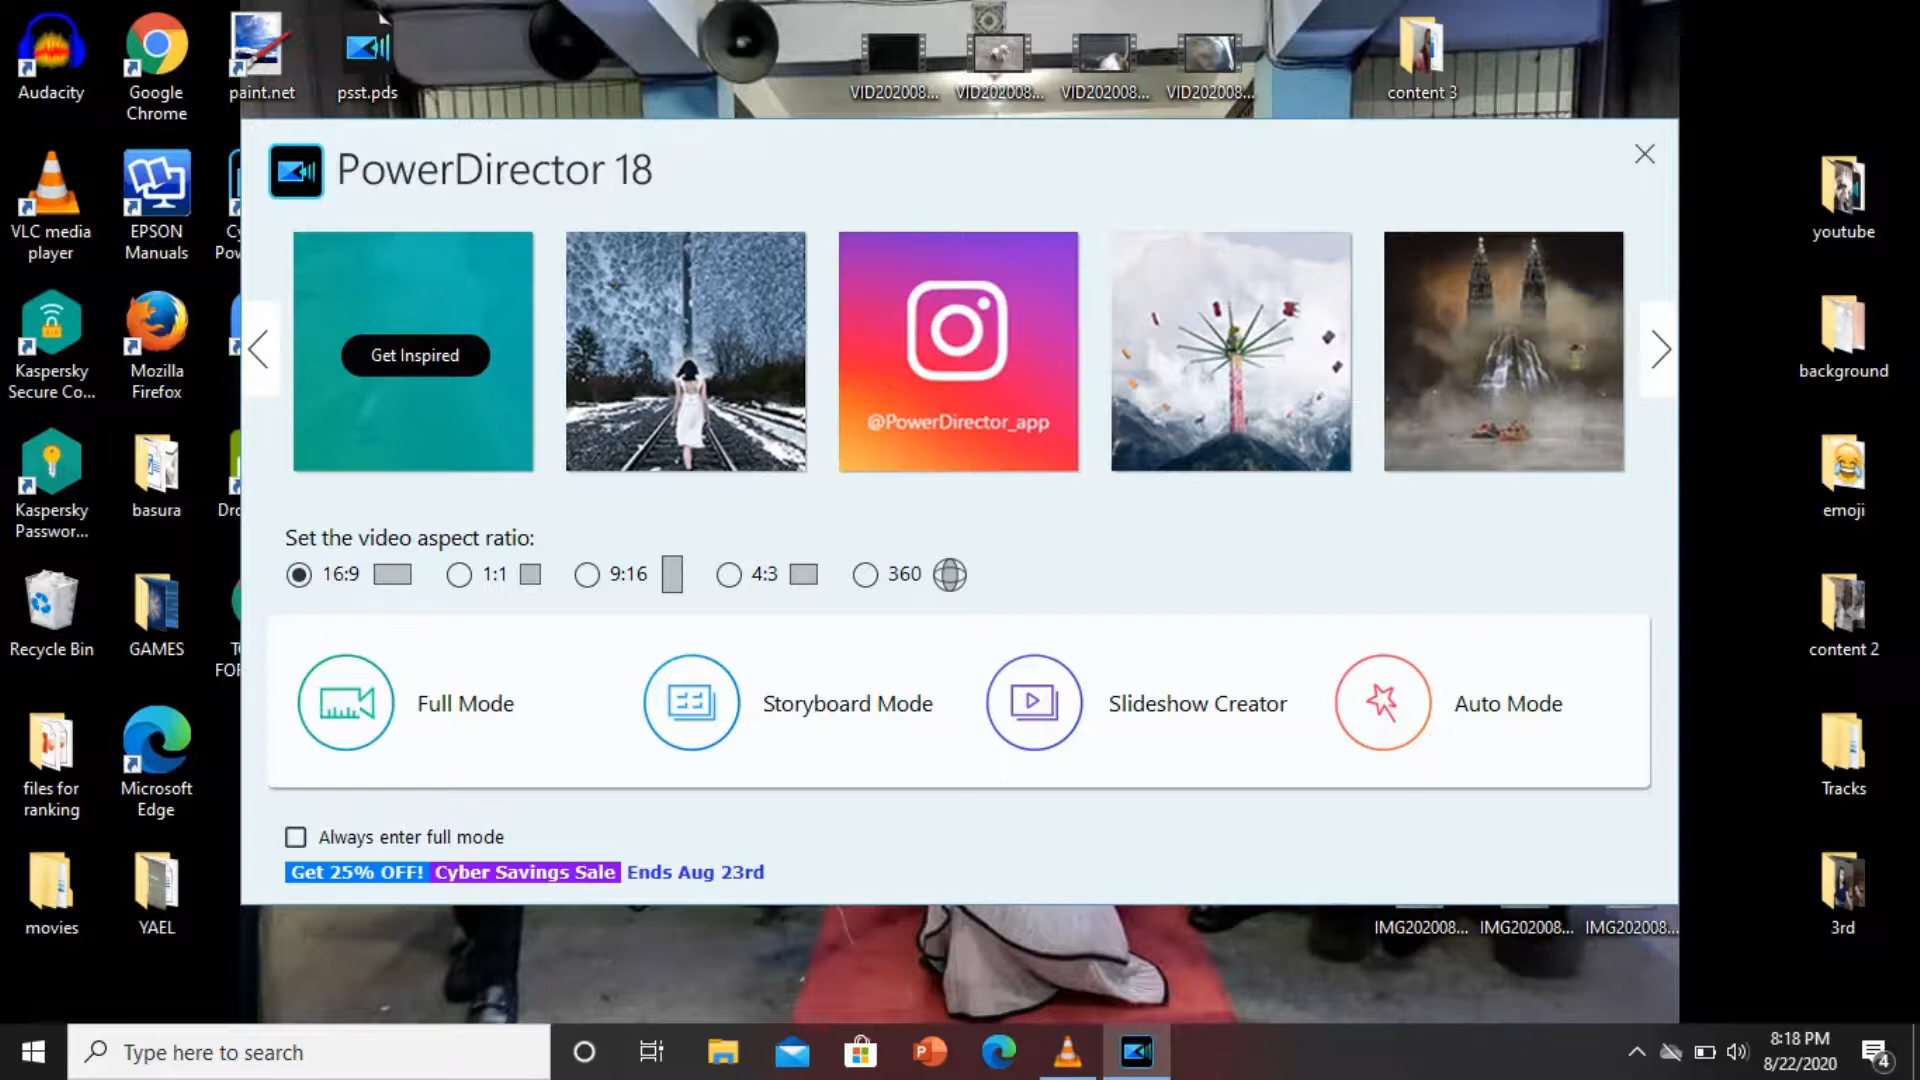 Audacity
Google
Chrome
paint.net
psst.pds
VID202008...
VID202008...
VID202008...
VID202008...
content 3
PowerDirector 18
VLC media
player
EPSON
Manuals
youtube
Get Inspired
@PowerDirector_app
Kaspersky
Secure Co...
Mozilla
Firefox
background
Kaspersky
Passwor...
basura
emoji
Set the video aspect ratio:
16:9
1:1
9:16
4:3
360
Recycle Bin
GAMES
content 2
Full Mode
Storyboard Mode
Slideshow Creator
Auto Mode
files for
ranking
Microsoft
Edge
Tracks
Always enter full mode
Get 25% OFF! Cyber Savings Sale Ends Aug 23rd
movies
YAEL
IMG202008...
IMG202008...
IMG202008...
3rd
Type here to search
8:18 PM
8/22/2020
4